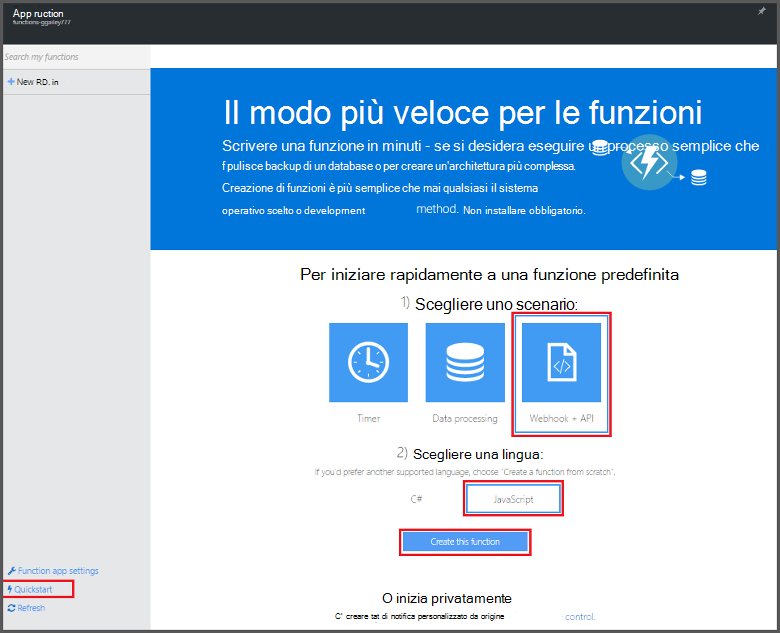 App ruction
functions-ggailey777
Search my functions
+ New RD. in
Il modo più veloce per le funzioni
Scrivere una funzione in minuti - se si desidera eseguire un processo semplice che
f pulisce backup di un database o per creare un'architettura più complessa.
Creazione di funzioni è più semplice che mai qualsiasi il sistema
operativo scelto o development method. Non installare obbligatorio.
Per iniziare rapidamente a una funzione predefinita
1) Scegliere uno scenario:
Timer Data processing Webhook + API
2) Scegliere una lingua:
If you'd prefer another supported language, choose "Create a function from scratch".
C# JavaScript
Create this function
Function app settings
Quickstart
Refresh
O inizia privatamente
C' creare tat di notifica personalizzato da origine control.